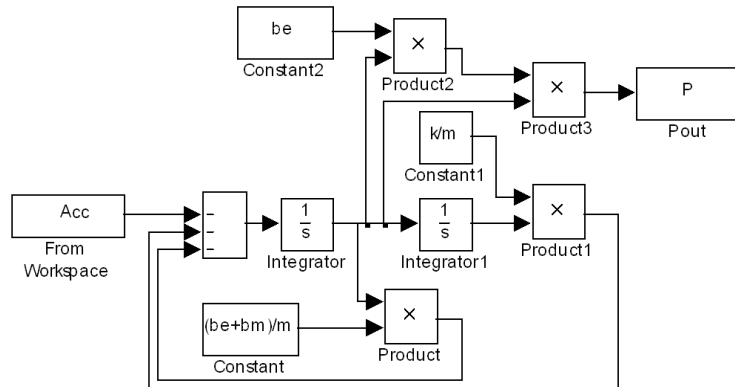 be
Constant2
×
Product2
×
Product3
P
Pout
k/m
Constant1
Acc
From
Workspace
−
−
−
1
s
Integrator
1
s
Integrator1
×
Product1
(be+bm)/m
Constant
×
Product